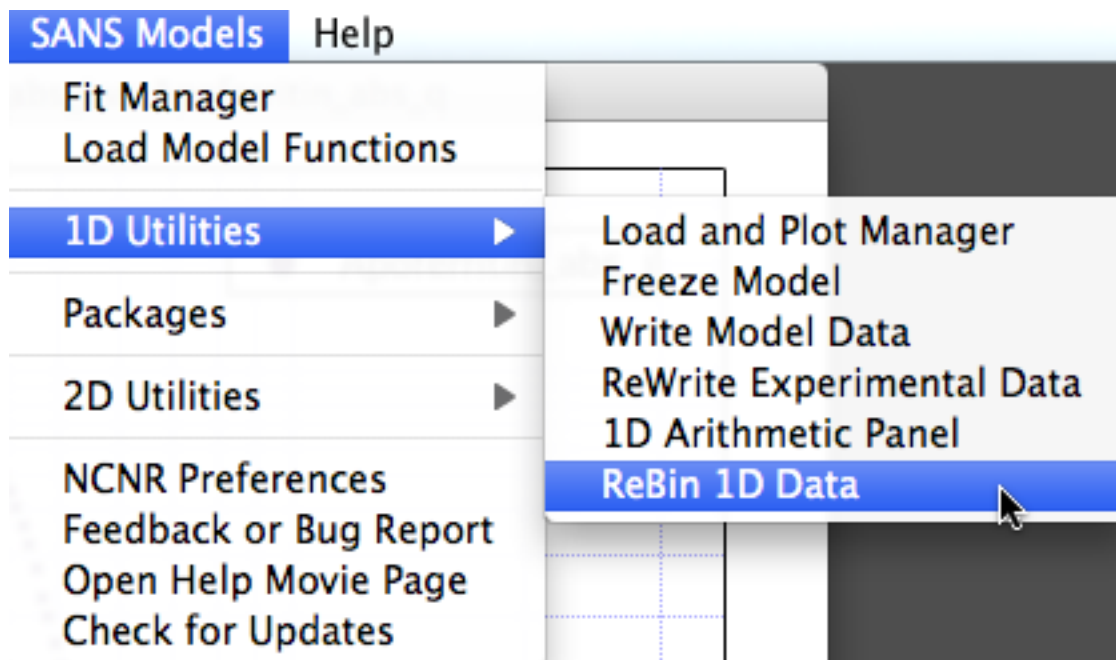 SANS Models Help
Fit Manager
Load Model Functions
1D Utilities
Load and Plot Manager
Freeze Model
Write Model Data
ReWrite Experimental Data
1D Arithmetic Panel
ReBin 1D Data
Packages
2D Utilities
NCNR Preferences
Feedback or Bug Report
Open Help Movie Page
Check for Updates